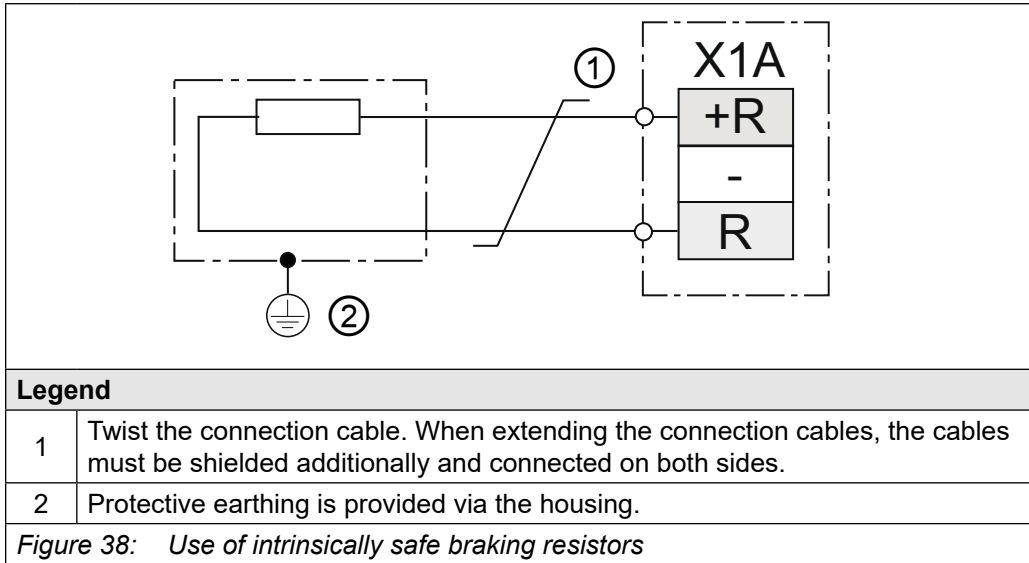 ①
X1A
+R
-
R
②
Legend
1 Twist the connection cable. When extending the connection cables, the cables
must be shielded additionally and connected on both sides.
2 Protective earthing is provided via the housing.
Figure 38: Use of intrinsically safe braking resistors